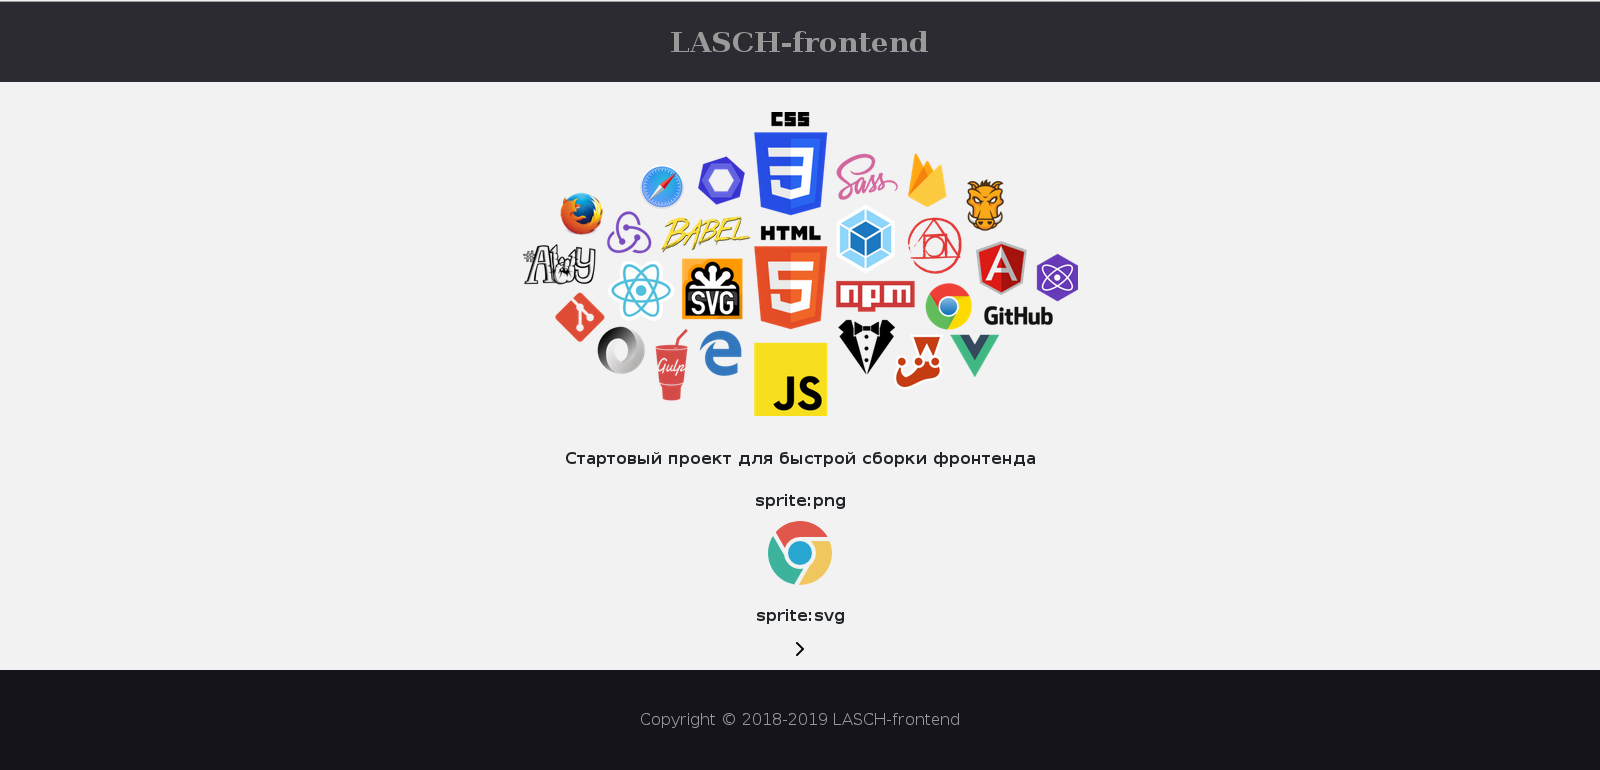 LASCH-frontend
CSS
Sass
BABEL
HTML
#A11y
SVG
npm
GitHub
Gulp
JS
Стартовый проект для быстрой сборки фронтенда
sprite:png
sprite:svg
Copyright © 2018-2019 LASCH-frontend